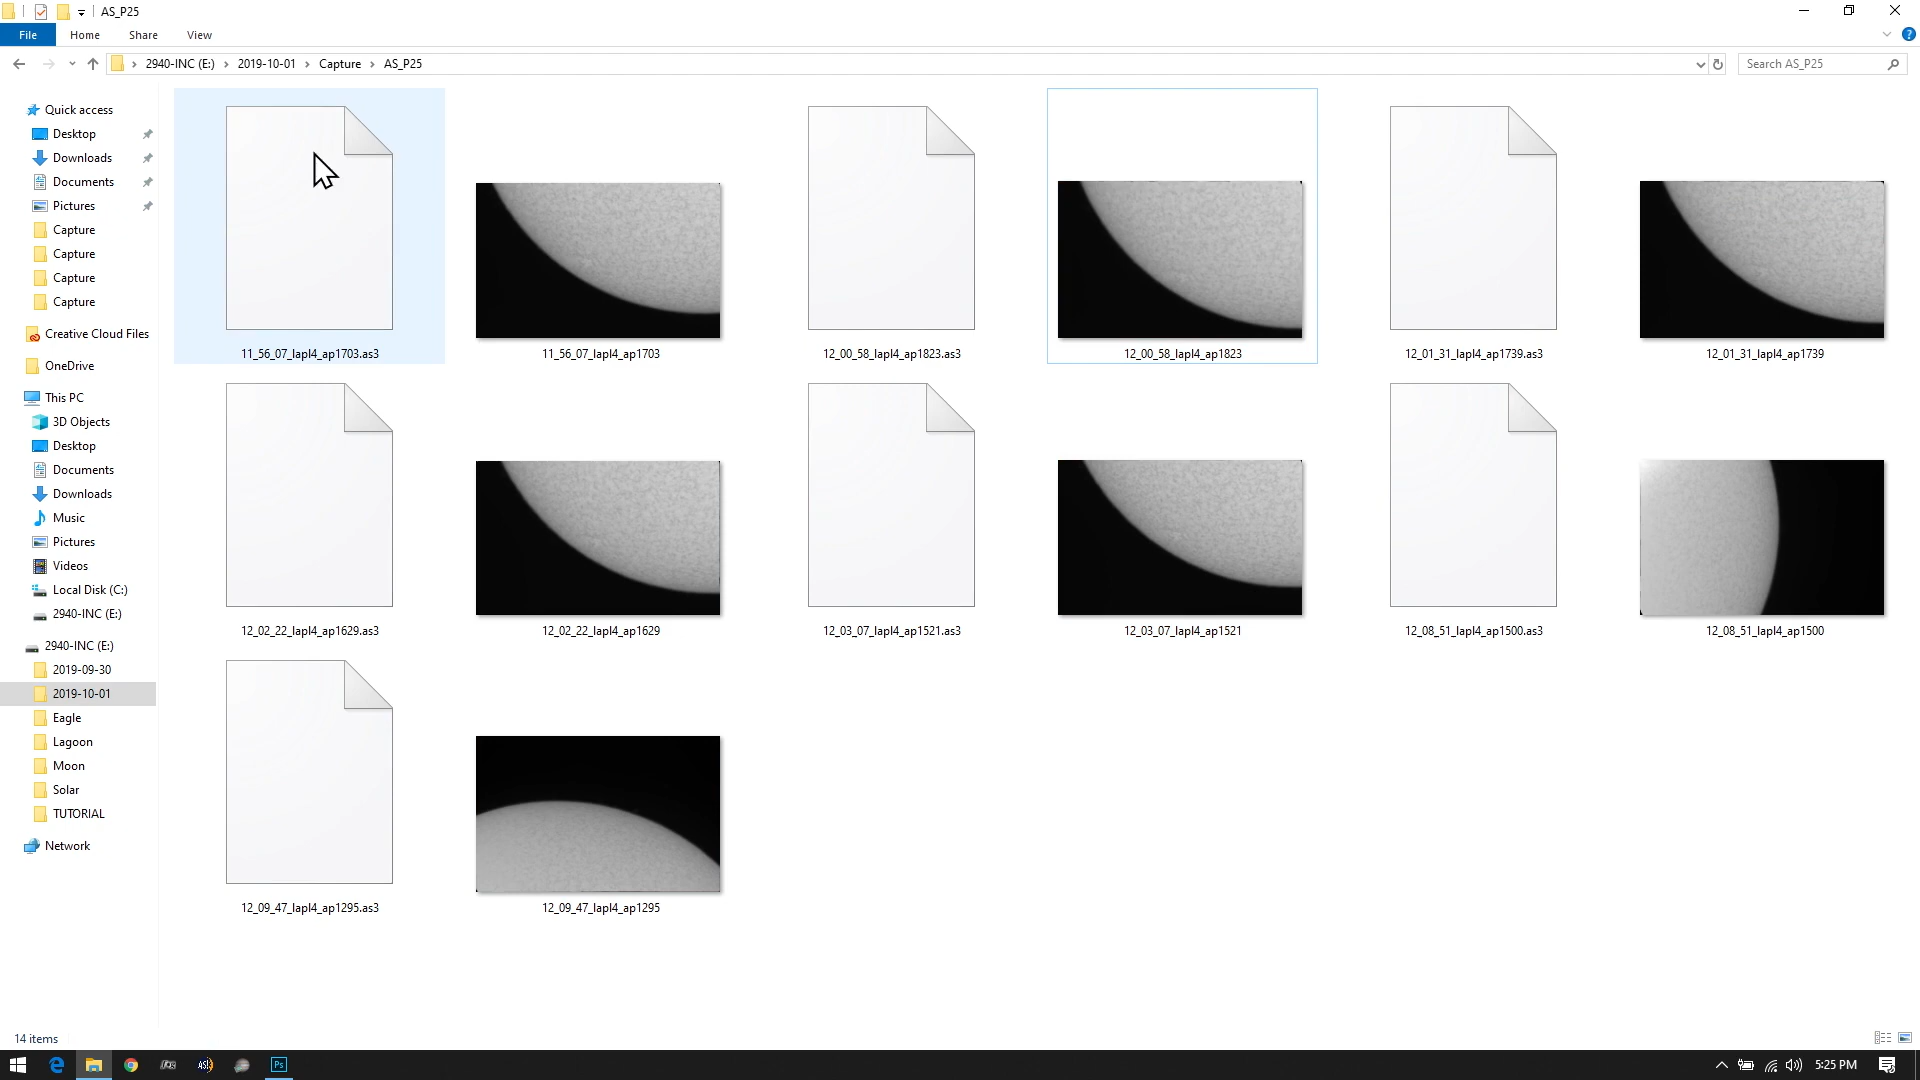 AS_P25
File Home Share View
2940-INC (E:) › 2019-10-01 › Capture › AS_P25
Search AS_P25
Quick access
Desktop
Downloads
Documents
Pictures
Capture
Capture
Capture
Capture
Creative Cloud Files
OneDrive
This PC
3D Objects
Desktop
Documents
Downloads
Music
Pictures
Videos
Local Disk (C:)
2940-INC (E:)
2940-INC (E:)
2019-09-30
2019-10-01
Eagle
Lagoon
Moon
Solar
TUTORIAL
Network
11_56_07_lapl4_ap1703.as3
11_56_07_lapl4_ap1703
12_00_58_lapl4_ap1823.as3
12_00_58_lapl4_ap1823
12_01_31_lapl4_ap1739.as3
12_01_31_lapl4_ap1739
12_02_22_lapl4_ap1629.as3
12_02_22_lapl4_ap1629
12_03_07_lapl4_ap1521.as3
12_03_07_lapl4_ap1521
12_08_51_lapl4_ap1500.as3
12_08_51_lapl4_ap1500
12_09_47_lapl4_ap1295.as3
12_09_47_lapl4_ap1295
14 items
Ps
5:25 PM